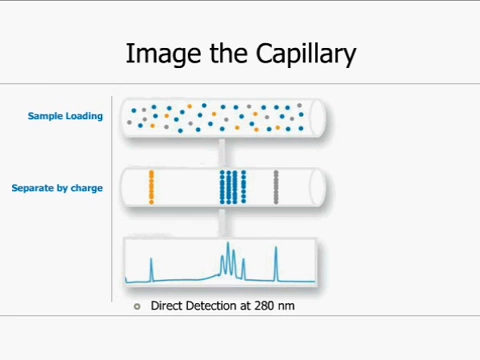 Image the Capillary
Sample Loading
Separate by charge
Direct Detection at 280 nm